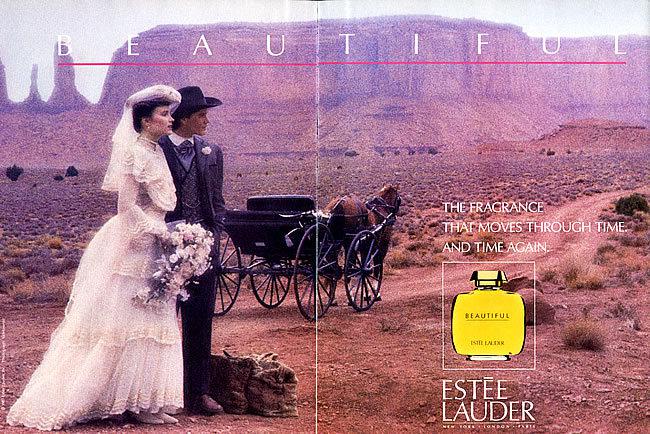 BEAUTIFUL
THE FRAGRANCE
THAT MOVES THROUGH TIME.
AND TIME AGAIN.
BEAUTIFUL
ESTĒE LAUDER
ESTĒE
LAUDER
NEW YORK · LONDON · PARIS